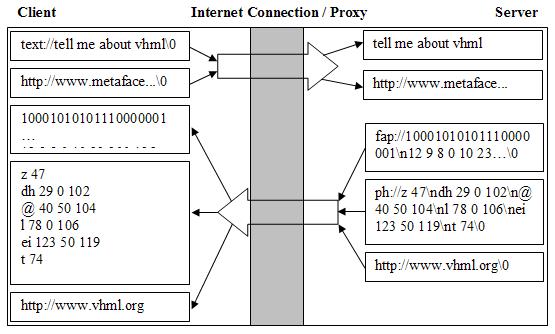 Client
Internet Connection / Proxy
Server
text://tell me about vhml\0
http://www.metaface...\0
tell me about vhml
http://www.metaface...
10001010101110000001
…
z 47
dh 29 0 102
@ 40 50 104
l 78 0 106
ei 123 50 119
t 74
http://www.vhml.org
fap://10001010101110000
001\n12 9 8 0 10 23…\0
ph://z 47\ndh 29 0 102\n@
40 50 104\nl 78 0 106\nei
123 50 119\nt 74\0
http://www.vhml.org\0